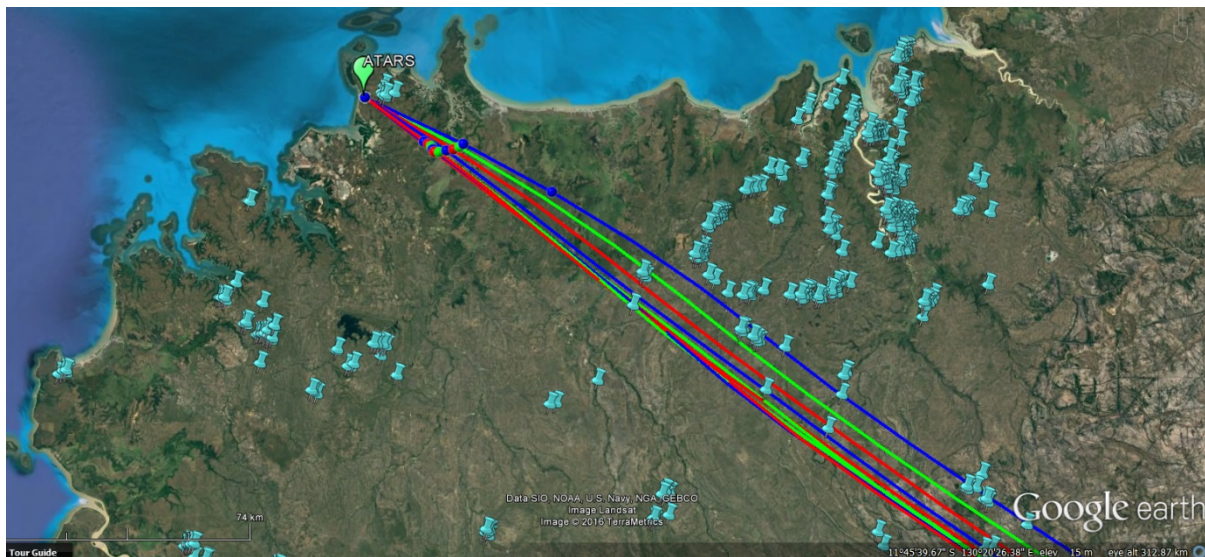 ATARS
Data SIO, NOAA, U.S. Navy, NGA, GEBCO
Image Landsat
Image © 2016 TerraMetrics
Google earth
74 km
Tour Guide
11°45'39.67" S 130°20'26.38" E elev 15 m eye alt 312.87 km